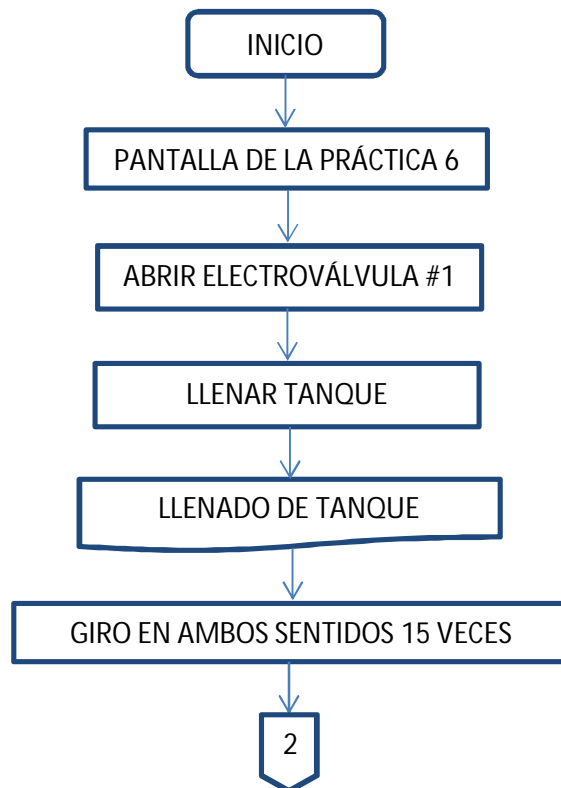 INICIO
PANTALLA DE LA PRÁCTICA 6
ABRIR ELECTROVÁLVULA #1
LLENAR TANQUE
LLENADO DE TANQUE
GIRO EN AMBOS SENTIDOS 15 VECES
2